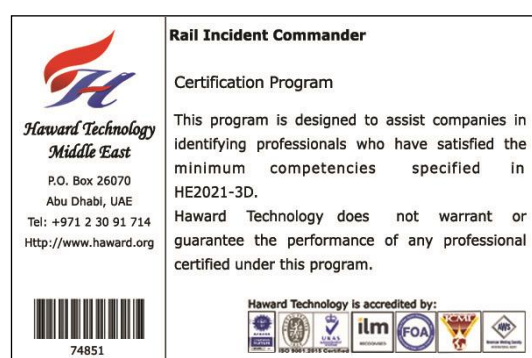 Haward Technology
Middle East
P.O. Box 26070
Abu Dhabi, UAE
Tel: +971 2 30 91 714
Http://www.haward.org
74851
Rail Incident Commander
Certification Program
This program is designed to assist companies in
identifying professionals who have satisfied the
minimum competencies specified in
HE2021-3D.
Haward Technology does not warrant or
guarantee the performance of any professional
certified under this program.
Haward Technology is accredited by:
UKAS
ISO 9001:2015 Certified
ilm
RECOGNISED
FOA
AWS